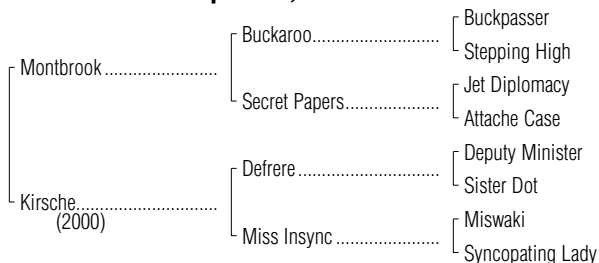 Buckpasser
Buckaroo..............................
Stepping High
Montbrook..........................
Jet Diplomacy
Secret Papers.......................
Attache Case
Deputy Minister
Defrere..................................
Sister Dot
Kirsche..................................
(2000)
Miswaki
Miss Insync..........................
Syncopating Lady